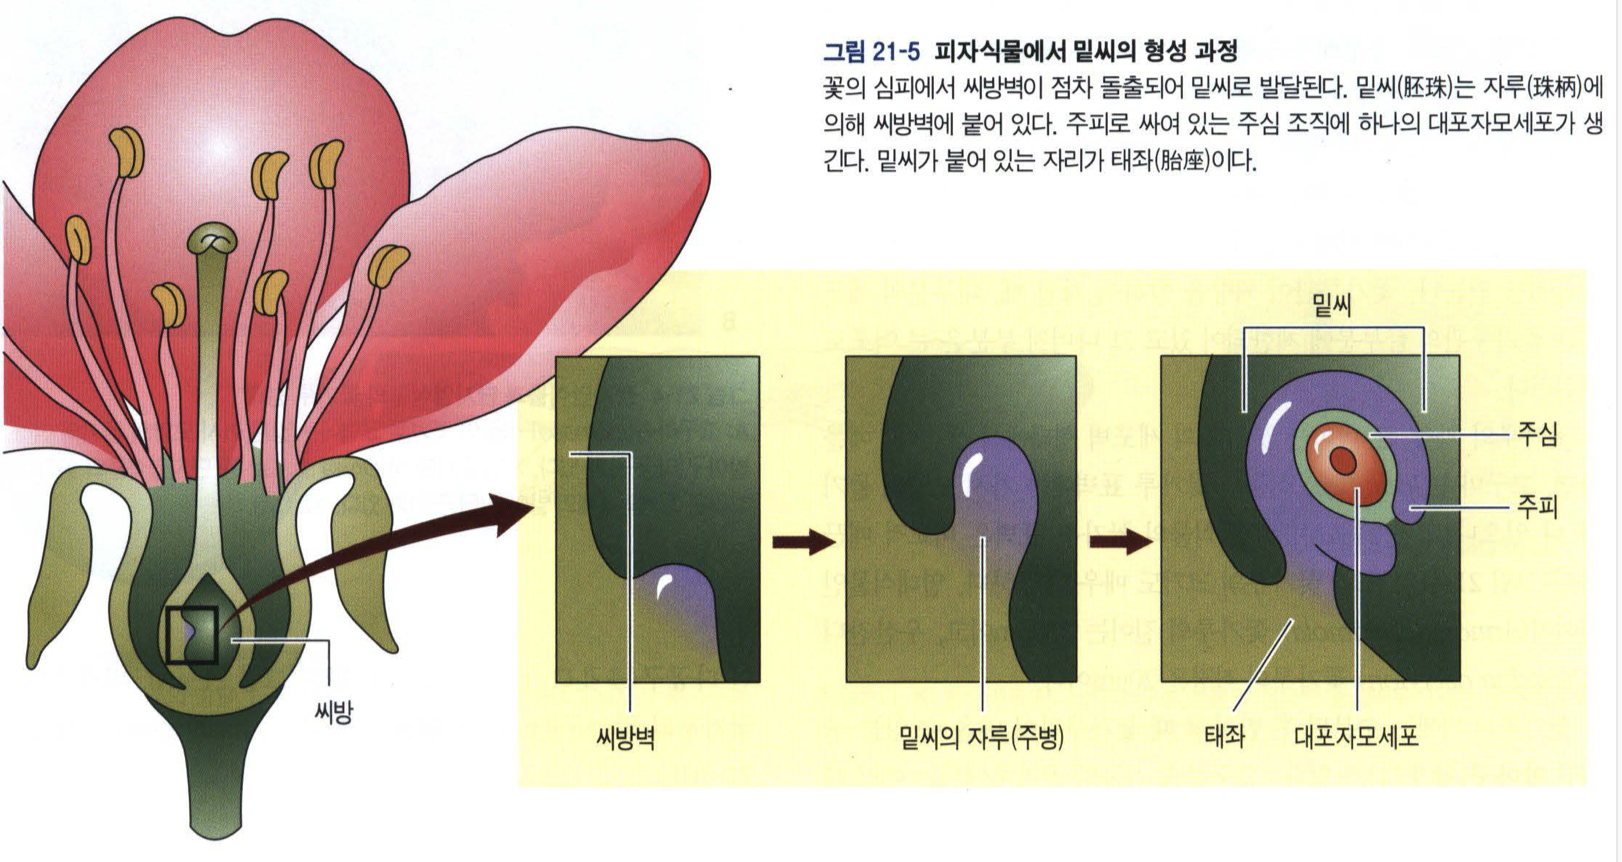 그림 21-5 피자식물에서 밑씨의 형성 과정
꽃의 심피에서 씨방벽이 점차 돌출되어 밑씨로 발달된다. 밑씨(胚珠)는 자루(珠柄)에
의해 씨방벽에 붙어 있다. 주피로 싸여 있는 주심 조직에 하나의 대포자모세포가 생
긴다. 밑씨가 붙어 있는 자리가 태좌(胎座)이다.
밑씨
주심
주피
씨방
씨방벽
밑씨의 자루(주병)
태좌
대포자모세포